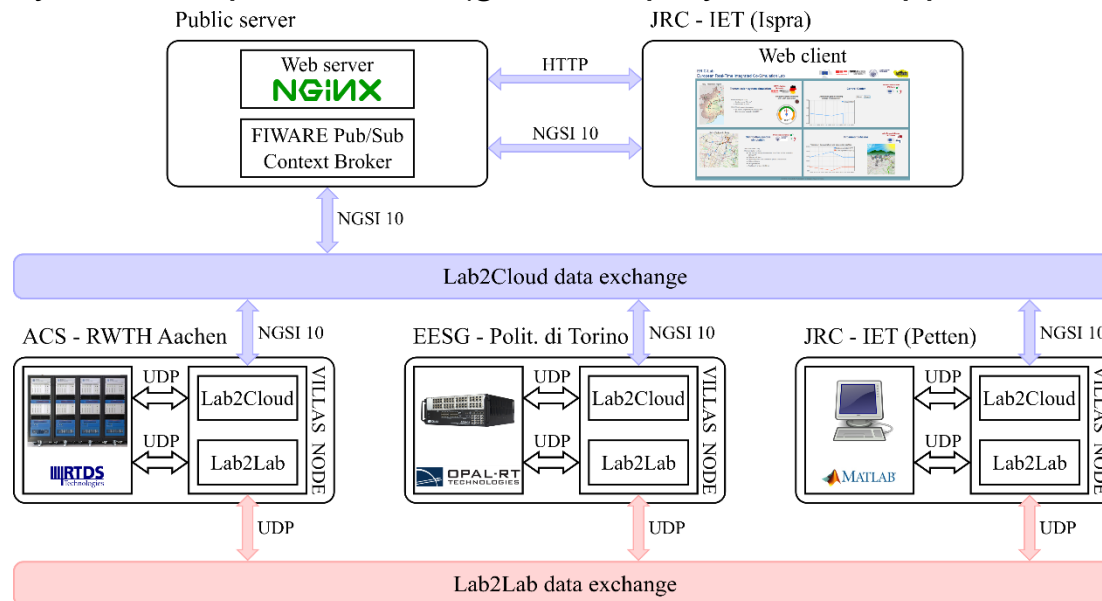 Public server
JRC - IET (Ispra)
Web server
NGiNX
HTTP
Web client
FIWARE Pub/Sub
Context Broker
NGSI 10
NGSI 10
Lab2Cloud data exchange
ACS - RWTH Aachen
NGSI 10
EESG - Polit. di Torino
NGSI 10
JRC - IET (Petten)
NGSI 10
UDP
Lab2Cloud
UDP
Lab2Lab
VILLAS NODE
RTDS
Technologies
UDP
Lab2Cloud
UDP
Lab2Lab
VILLAS NODE
OPAL-RT
TECHNOLOGIES
UDP
Lab2Cloud
UDP
Lab2Lab
VILLAS NODE
MATLAB
UDP
UDP
UDP
Lab2Lab data exchange